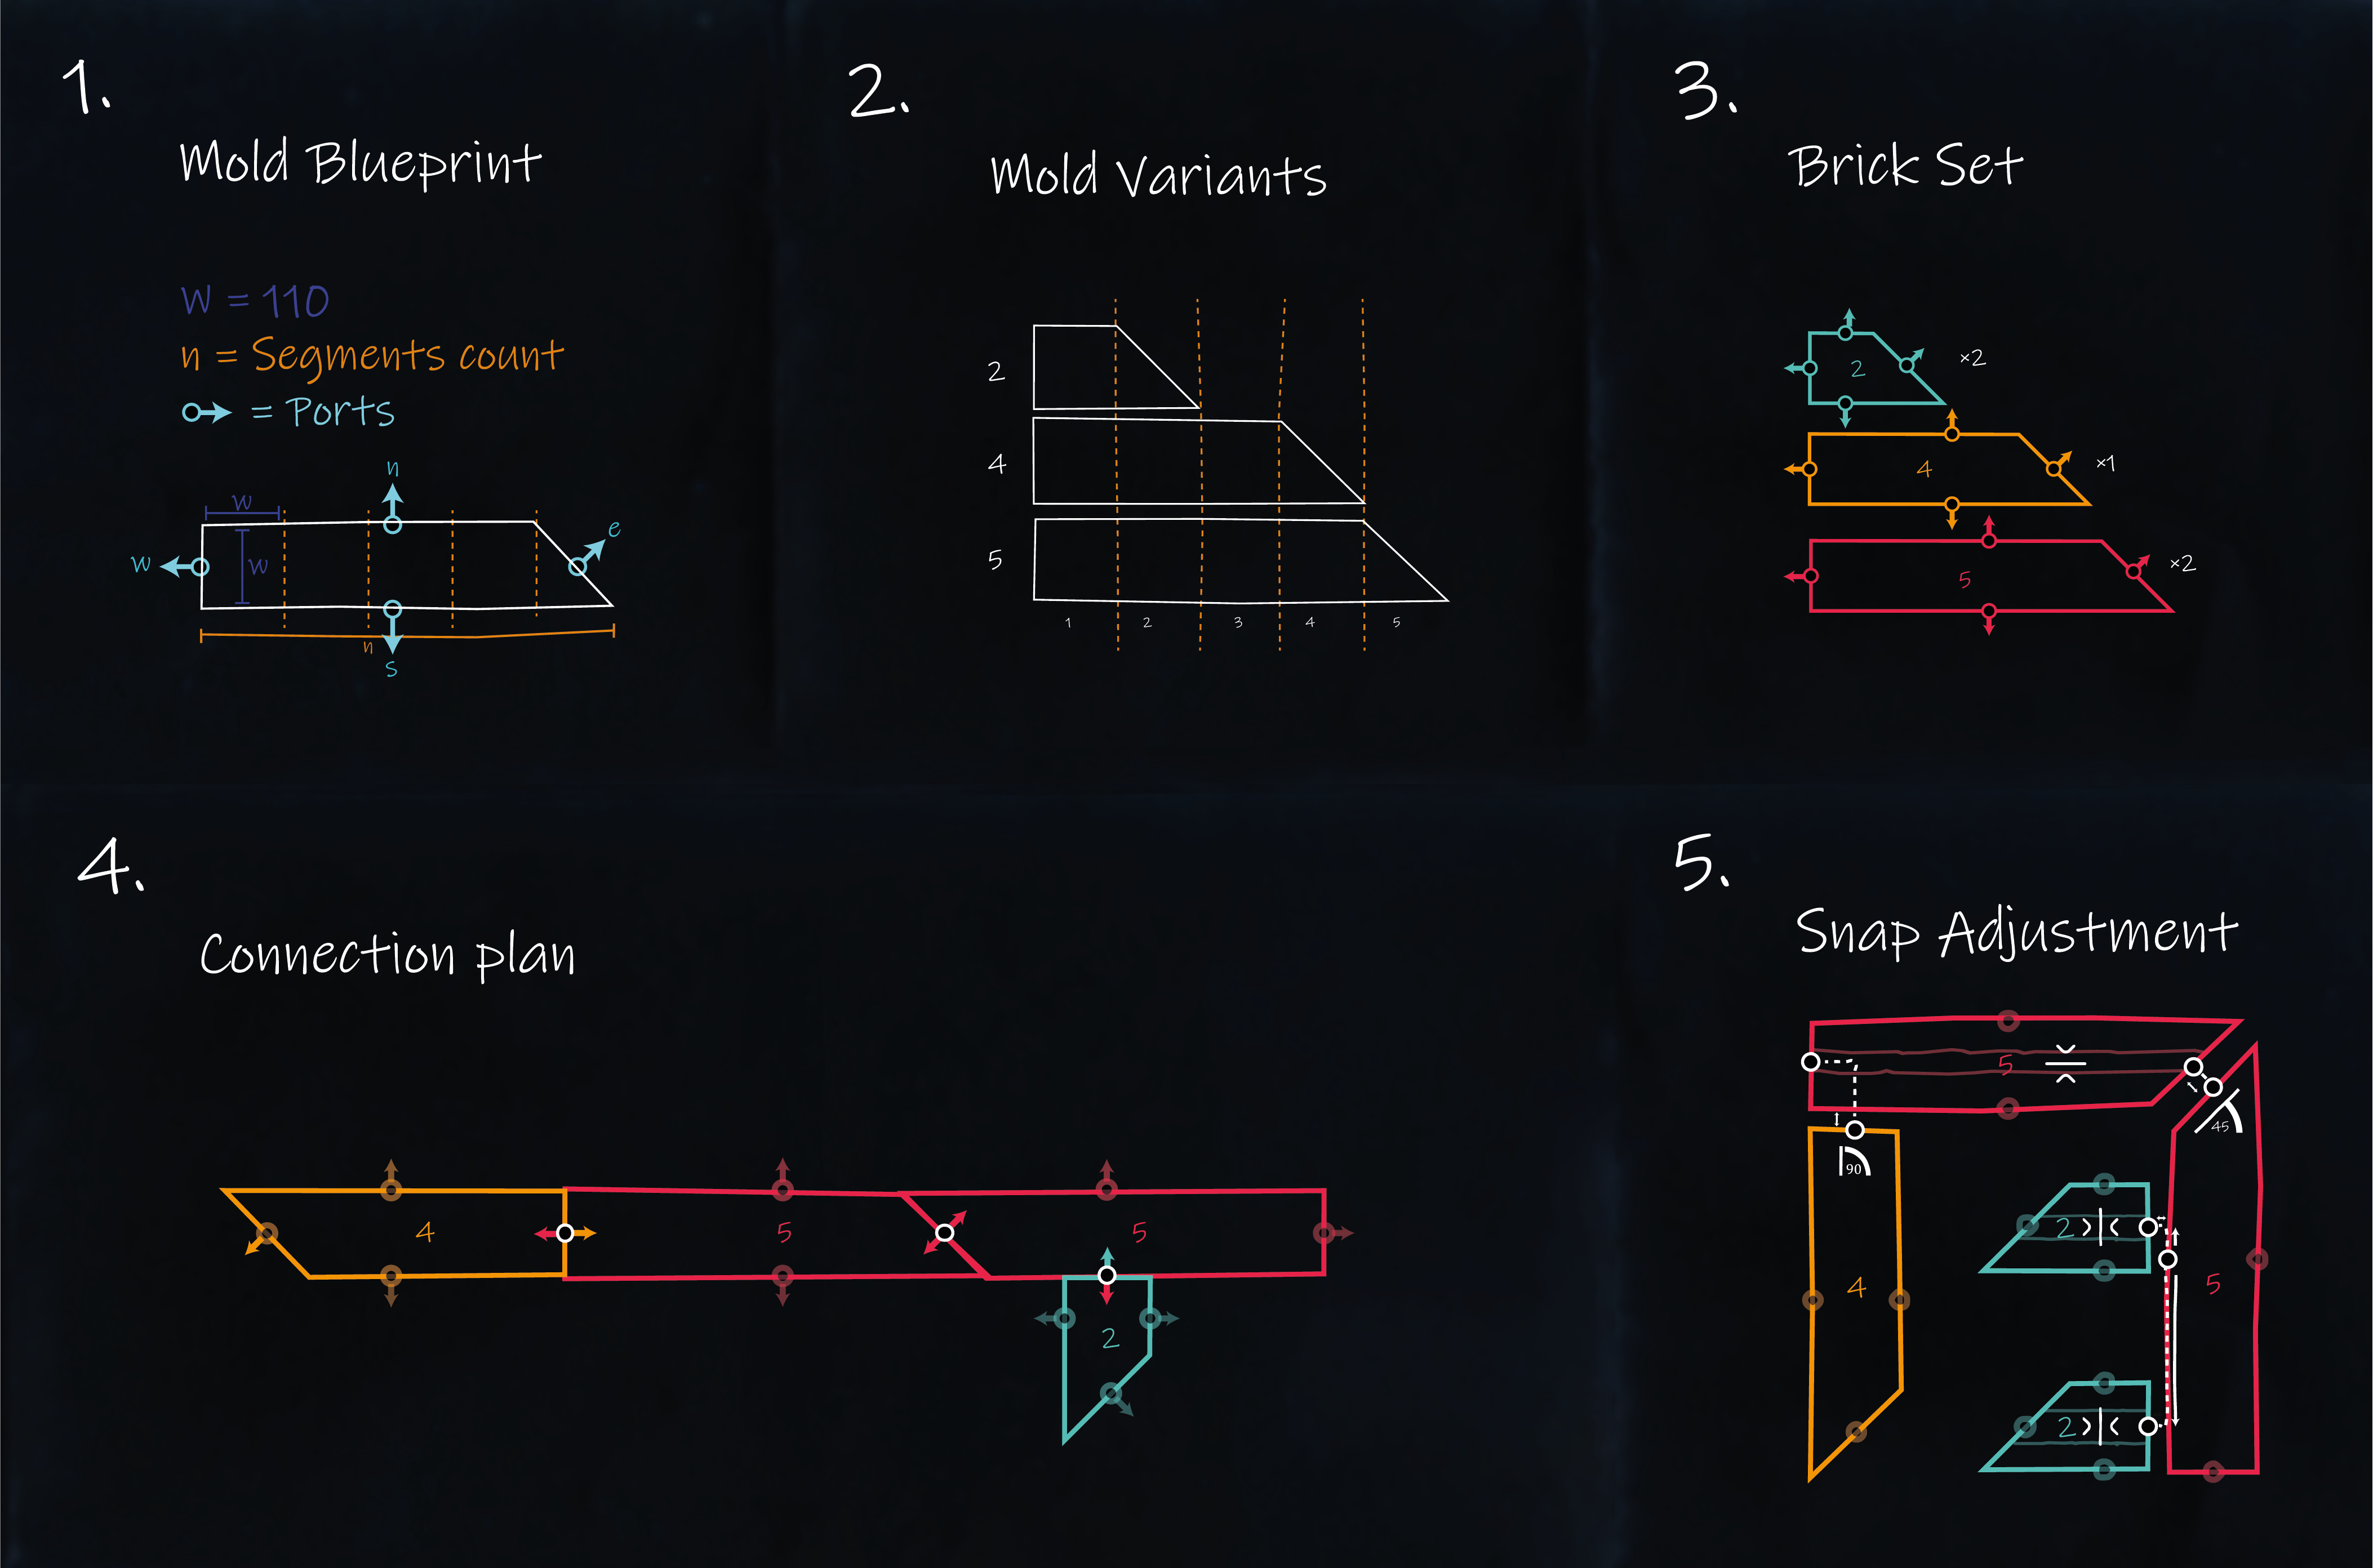 1.
Mold Blueprint
W = 110
n = Segments count
= Ports
n
W
e
w
W
n
s
2.
Mold Variants
2
4
5
1 2 3 4 5
3.
Brick Set
2 ×2
4 ×1
5 ×2
4.
Connection plan
4 5 5
2
5.
Snap Adjustment
5
45
90
2
4 5
2